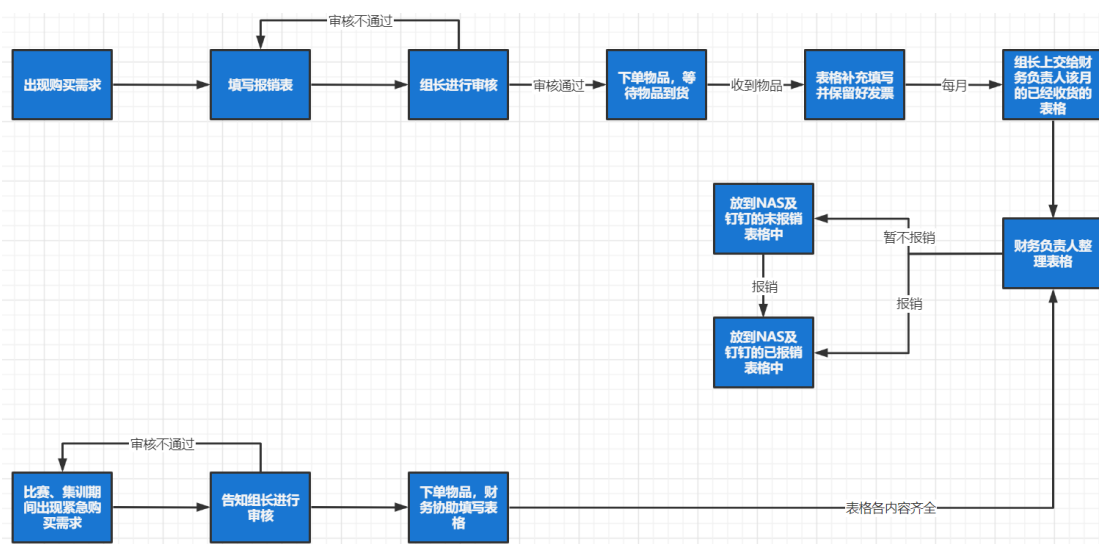 审核不通过
出现购买需求
填写报销表
组长进行审核
审核通过
下单物品，等
待物品到货
收到物品
表格补充填写
并保留好发票
每月
组长上交给财
务负责人该月
的已经收货的
表格
放到NAS及
钉钉的未报销
表格中
暂不报销
财务负责人整
理表格
报销
报销
放到NAS及
钉钉的已报销
表格中
审核不通过
比赛、集训期
间出现紧急购
买需求
告知组长进行
审核
下单物品，财
务协助填写表
格
表格各内容齐全